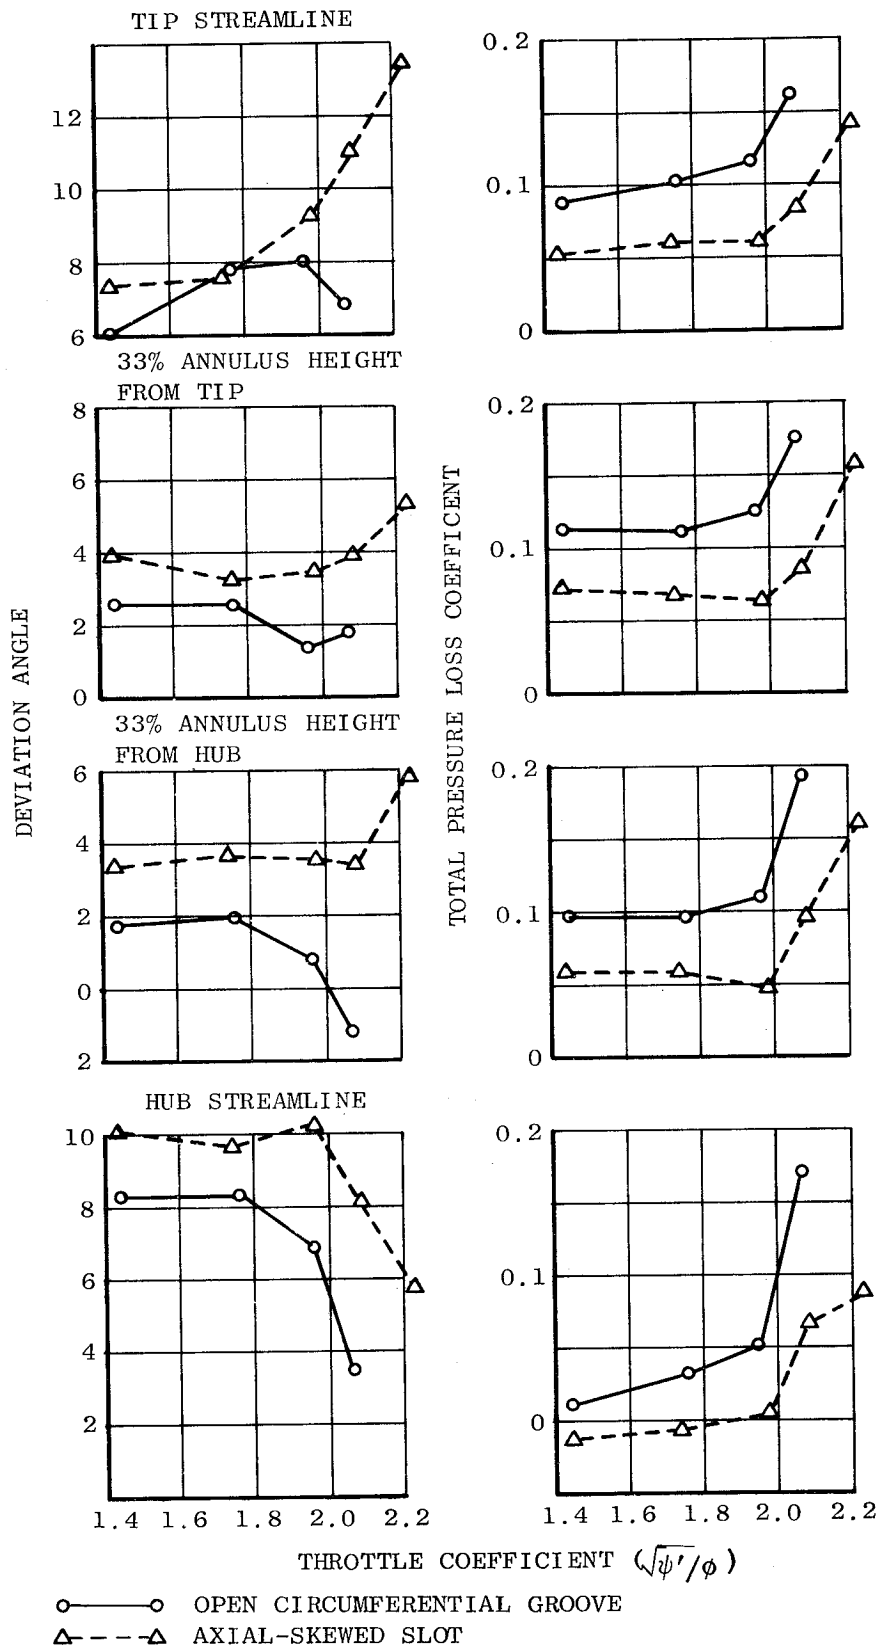 TIP STREAMLINE
12
10
8
6
0.2
0.1
0
33% ANNULUS HEIGHT
FROM TIP
8
6
4
2
0
0.2
0.1
0
DEVIATION ANGLE
TOTAL PRESSURE LOSS COEFFICIENT
33% ANNULUS HEIGHT
FROM HUB
6
4
2
0
2
0.2
0.1
0
HUB STREAMLINE
10
8
6
4
2
0.2
0.1
0
1.4 1.6 1.8 2.0 2.2
1.4 1.6 1.8 2.0 2.2
THROTTLE COEFFICIENT (√ψ'/φ)
OPEN CIRCUMFERENTIAL GROOVE
AXIAL-SKEWED SLOT